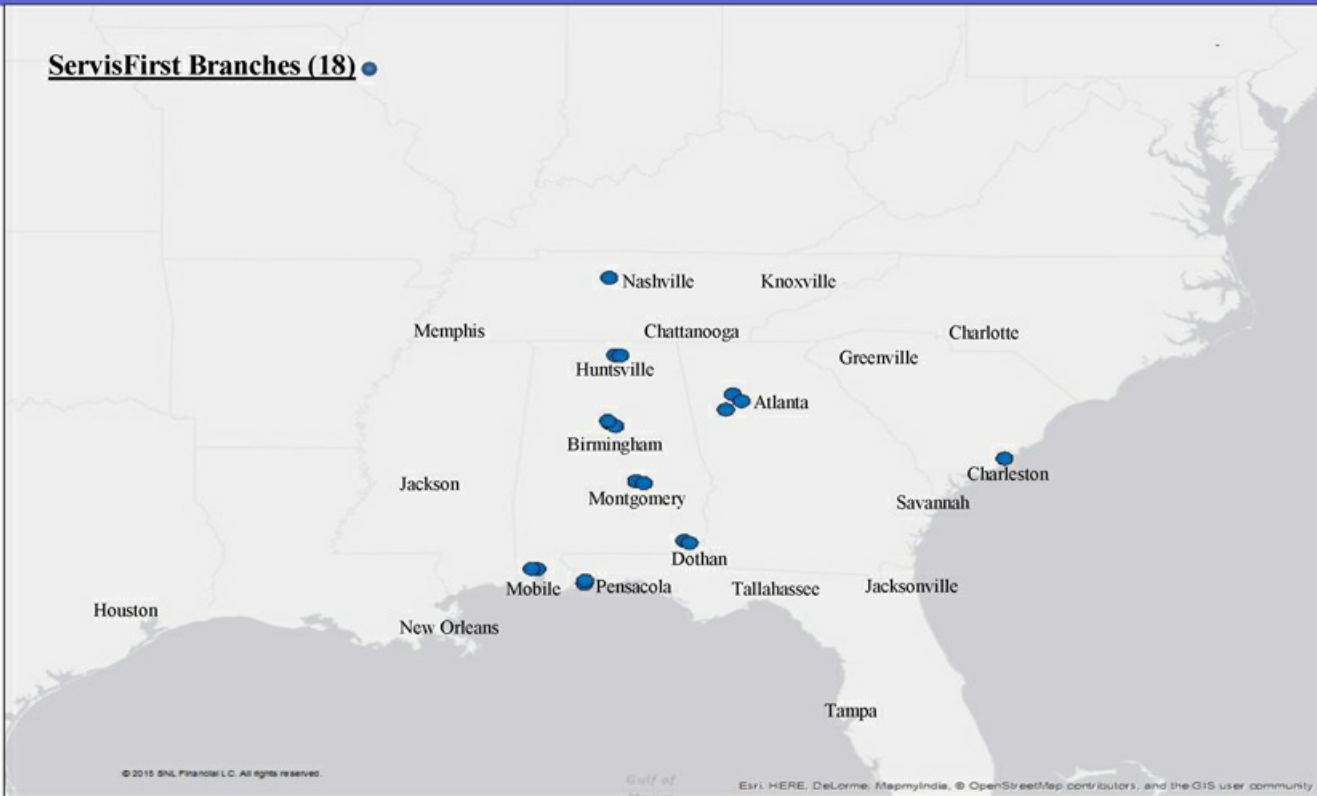 ServisFirst Branches (18)
Nashville
Knoxville
Memphis
Chattanooga
Charlotte
Huntsville
Greenville
Atlanta
Birmingham
Jackson
Charleston
Montgomery
Savannah
Dothan
Mobile
Pensacola
Tallahassee
Jacksonville
Houston
New Orleans
Tampa
© 2015 SNL Financial LC. All rights reserved.
Gulf of
Esri, HERE, DeLorme, MapmyIndia, © OpenStreetMap contributors, and the GIS user community